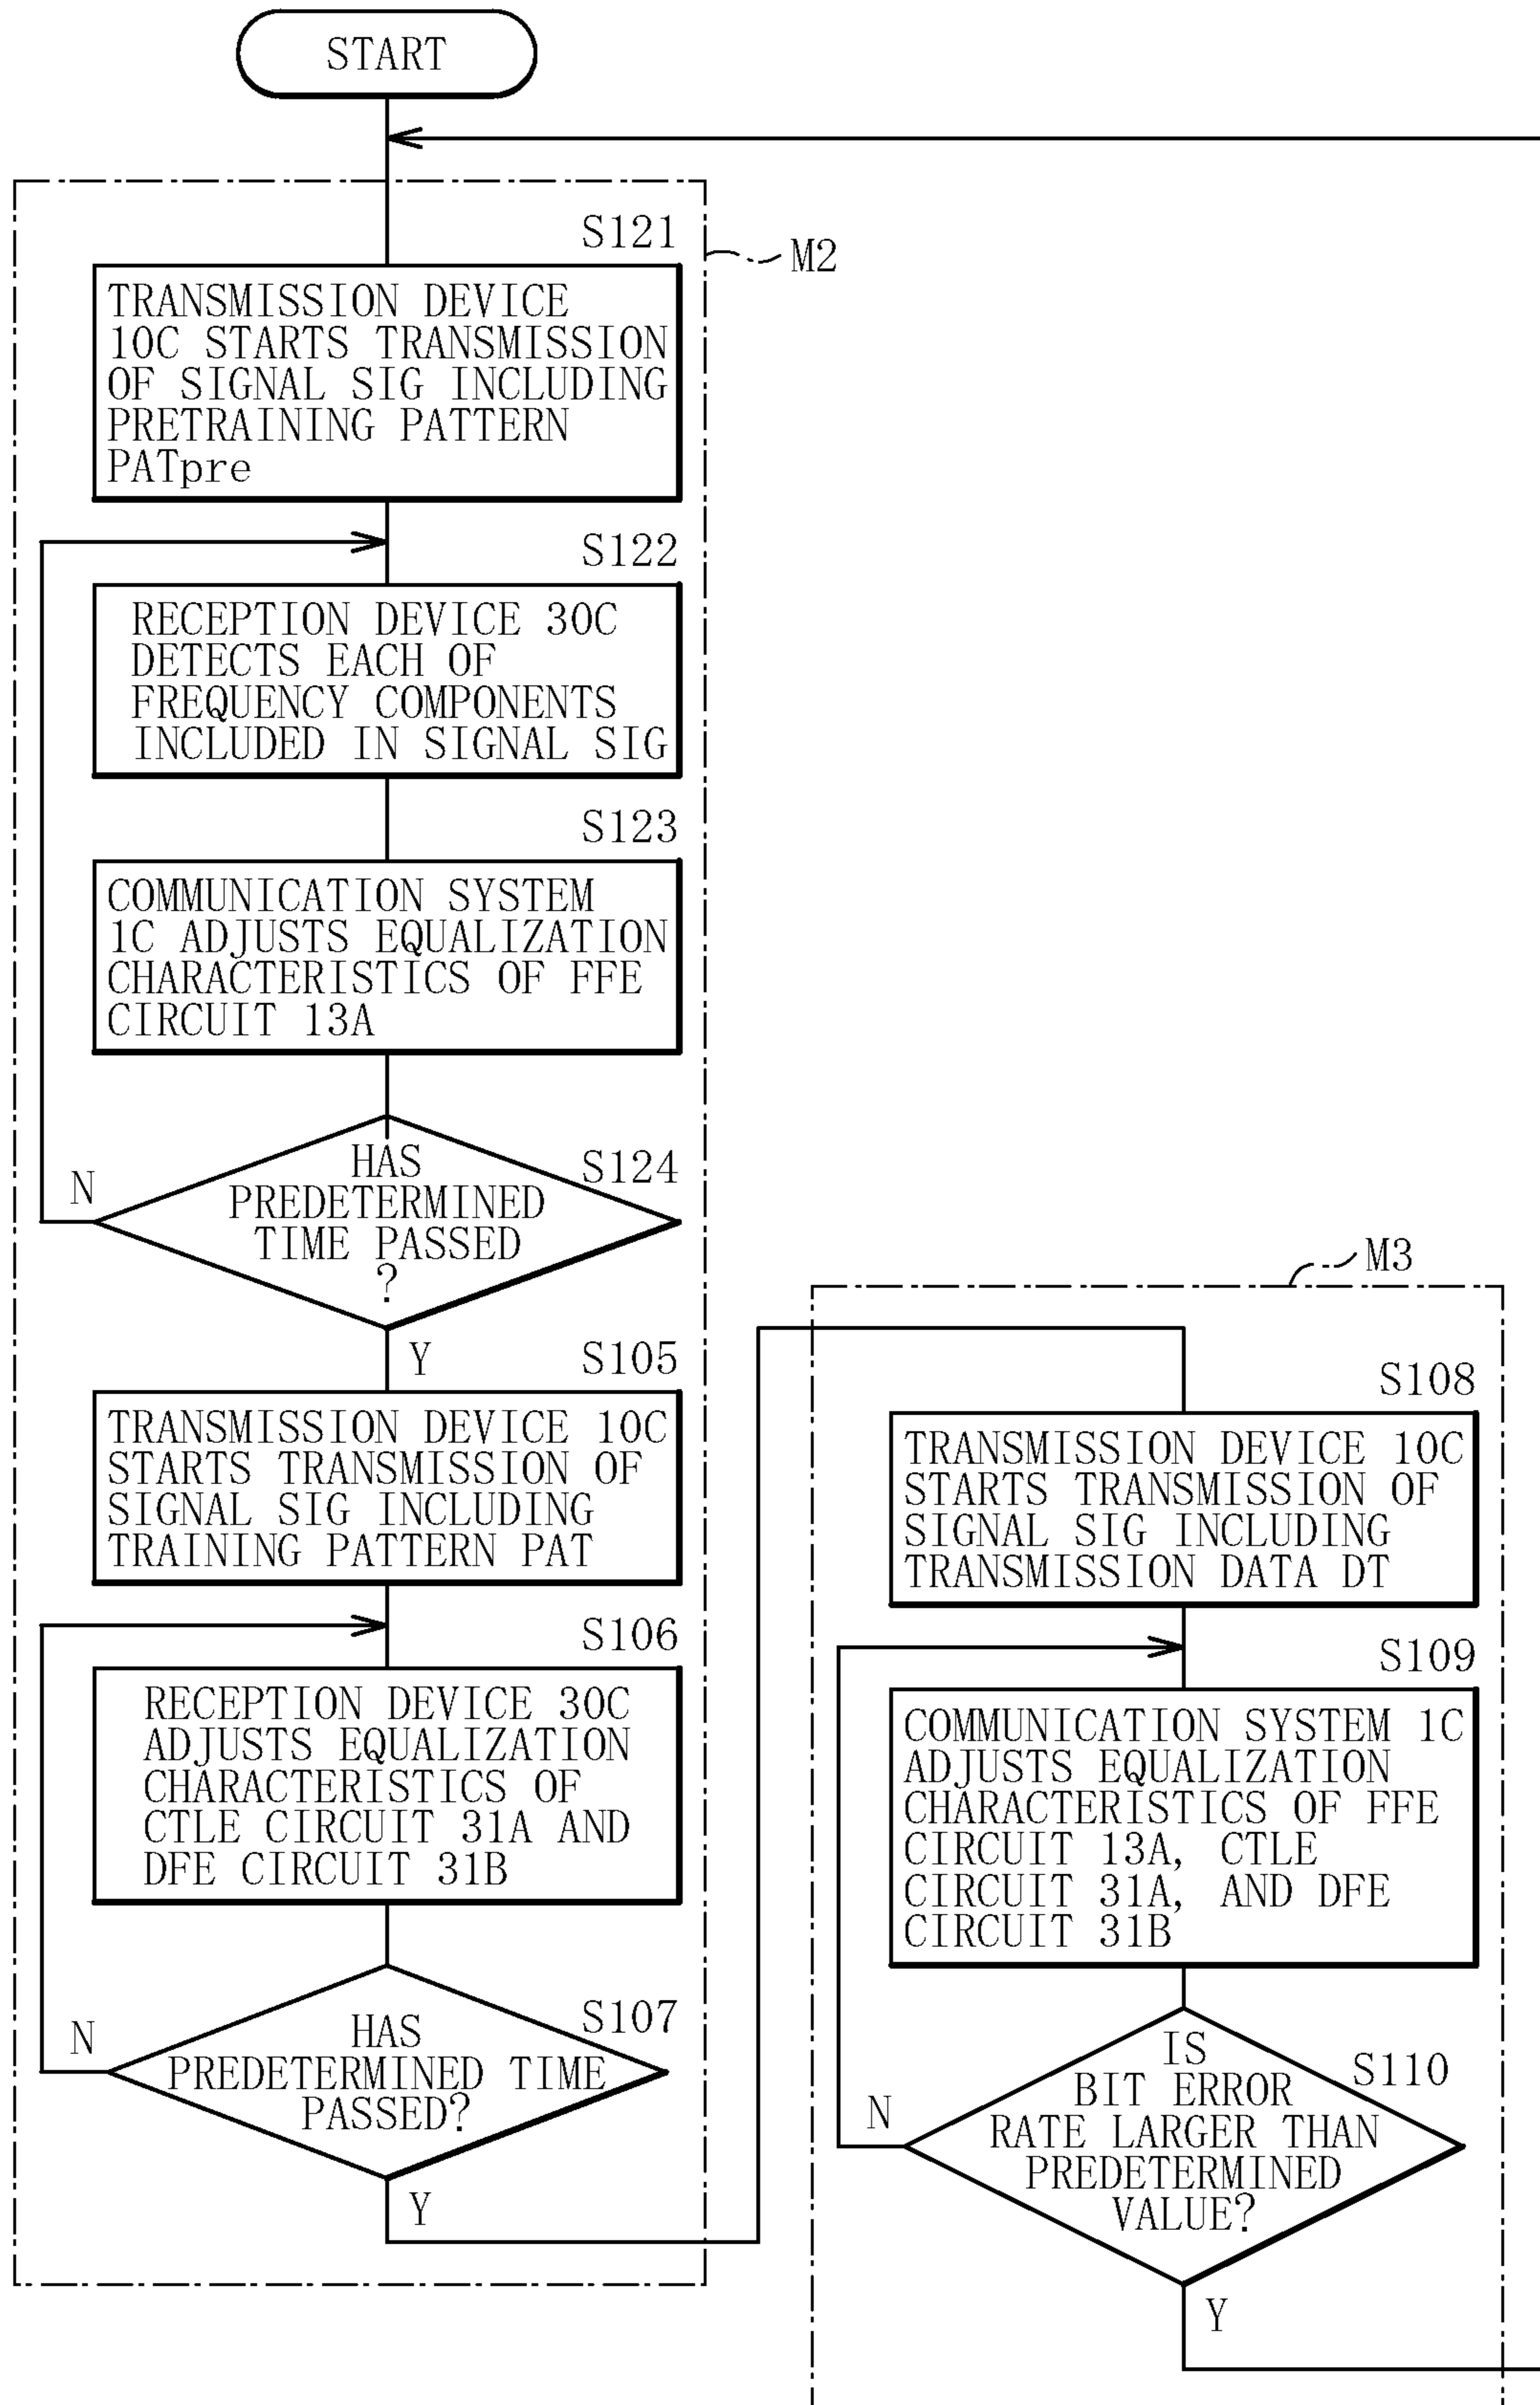 START
S121
M2
TRANSMISSION DEVICE
10C STARTS TRANSMISSION
OF SIGNAL SIG INCLUDING
PRETRAINING PATTERN
PATpre
S122
RECEPTION DEVICE 30C
DETECTS EACH OF
FREQUENCY COMPONENTS
INCLUDED IN SIGNAL SIG
S123
COMMUNICATION SYSTEM
1C ADJUSTS EQUALIZATION
CHARACTERISTICS OF FFE
CIRCUIT 13A
S124
HAS
PREDETERMINED
TIME PASSED
?
N
Y
S105
TRANSMISSION DEVICE 10C
STARTS TRANSMISSION OF
SIGNAL SIG INCLUDING
TRAINING PATTERN PAT
S106
RECEPTION DEVICE 30C
ADJUSTS EQUALIZATION
CHARACTERISTICS OF
CTLE CIRCUIT 31A AND
DFE CIRCUIT 31B
S107
HAS
PREDETERMINED TIME
PASSED?
N
Y
M3
S108
TRANSMISSION DEVICE 10C
STARTS TRANSMISSION OF
SIGNAL SIG INCLUDING
TRANSMISSION DATA DT
S109
COMMUNICATION SYSTEM 1C
ADJUSTS EQUALIZATION
CHARACTERISTICS OF FFE
CIRCUIT 13A, CTLE
CIRCUIT 31A, AND DFE
CIRCUIT 31B
S110
IS
BIT ERROR
RATE LARGER THAN
PREDETERMINED
VALUE?
N
Y